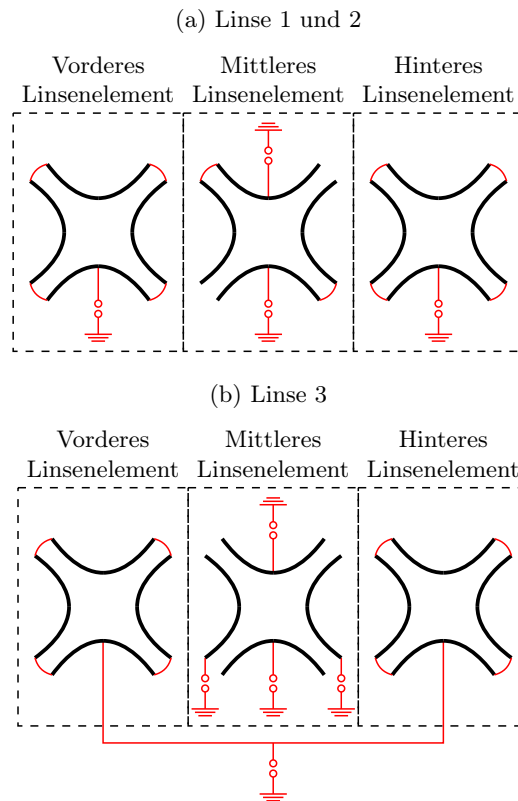 (a) Linse 1 und 2
Vorderes Linsenelement
Mittleres Linsenelement
Hinteres Linsenelement
(b) Linse 3
Vorderes Linsenelement
Mittleres Linsenelement
Hinteres Linsenelement